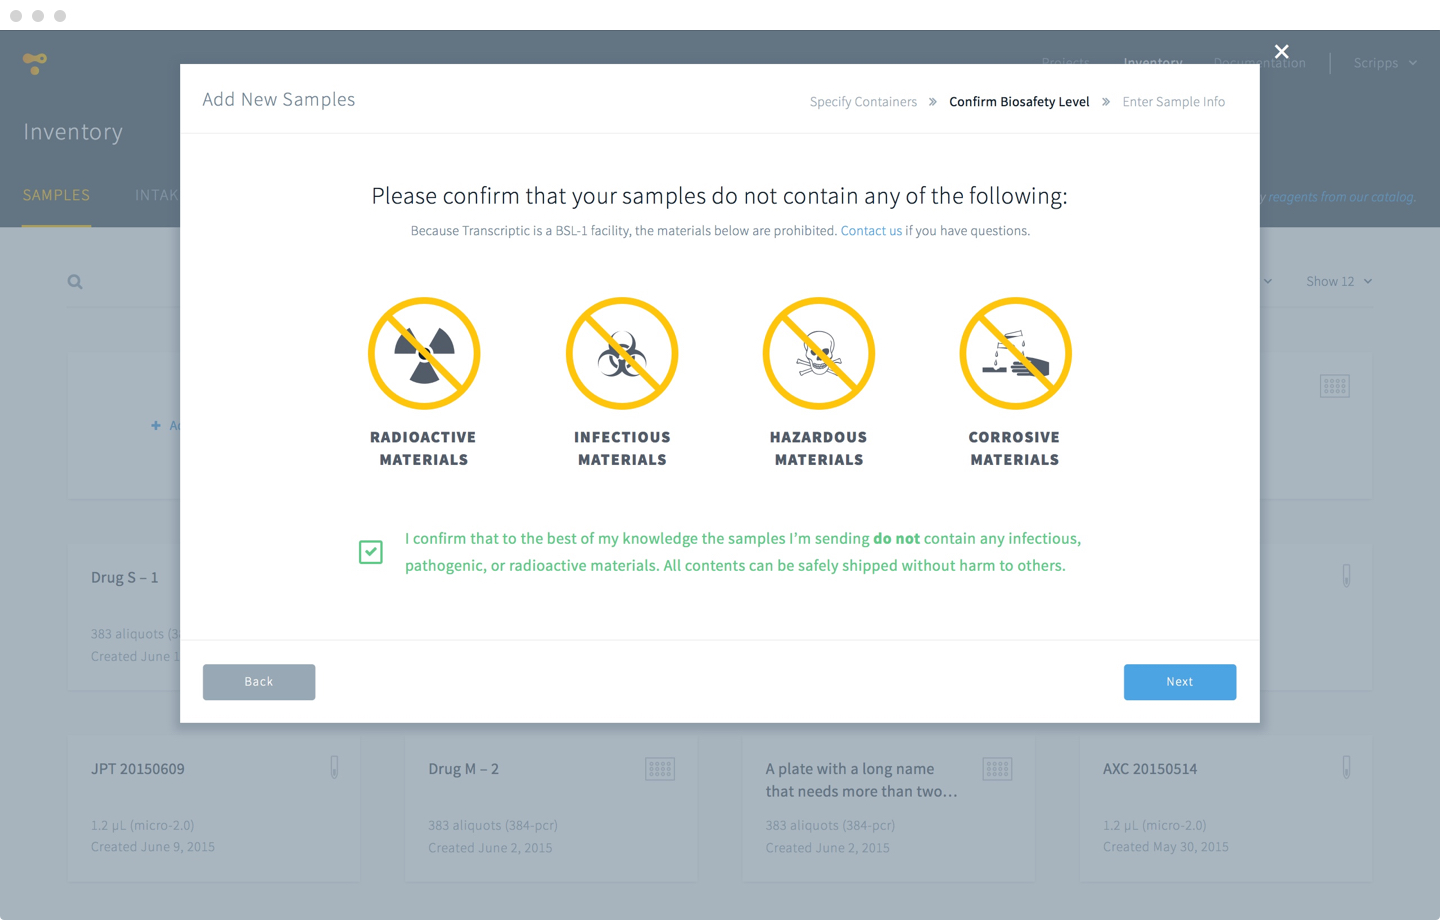 Projects
Inventory
Documentation
Scripps
Add New Samples
Specify Containers » Confirm Biosafety Level » Enter Sample Info
Inventory
SAMPLES
INTAK
Please confirm that your samples do not contain any of the following:
y reagents from our catalog.
Because Transcriptic is a BSL-1 facility, the materials below are prohibited. Contact us if you have questions.
Show 12
RADIOACTIVE
MATERIALS
INFECTIOUS
MATERIALS
HAZARDOUS
MATERIALS
CORROSIVE
MATERIALS
+ Ad
I confirm that to the best of my knowledge the samples I'm sending do not contain any infectious,
pathogenic, or radioactive materials. All contents can be safely shipped without harm to others.
Drug S – 1
383 aliquots (3
Created June 1
Back
Next
JPT 20150609
1.2 µL (micro-2.0)
Created June 9, 2015
Drug M – 2
383 aliquots (384-pcr)
Created June 2, 2015
A plate with a long name
that needs more than two...
383 aliquots (384-pcr)
Created June 2, 2015
AXC 20150514
1.2 µL (micro-2.0)
Created May 30, 2015